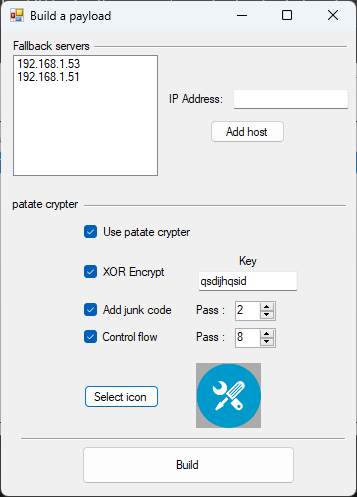 Build a payload
Fallback servers
192.168.1.53
192.168.1.51
IP Address:
Add host
patate crypter
Use patate crypter
Key
XOR Encrypt
qsdijhqsid
Add junk code Pass : 2
Control flow Pass : 8
Select icon
Build